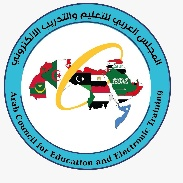 المجلس العربي للتعليم والتدريب الالكتروني
Arab Council for Education and Electronic Training